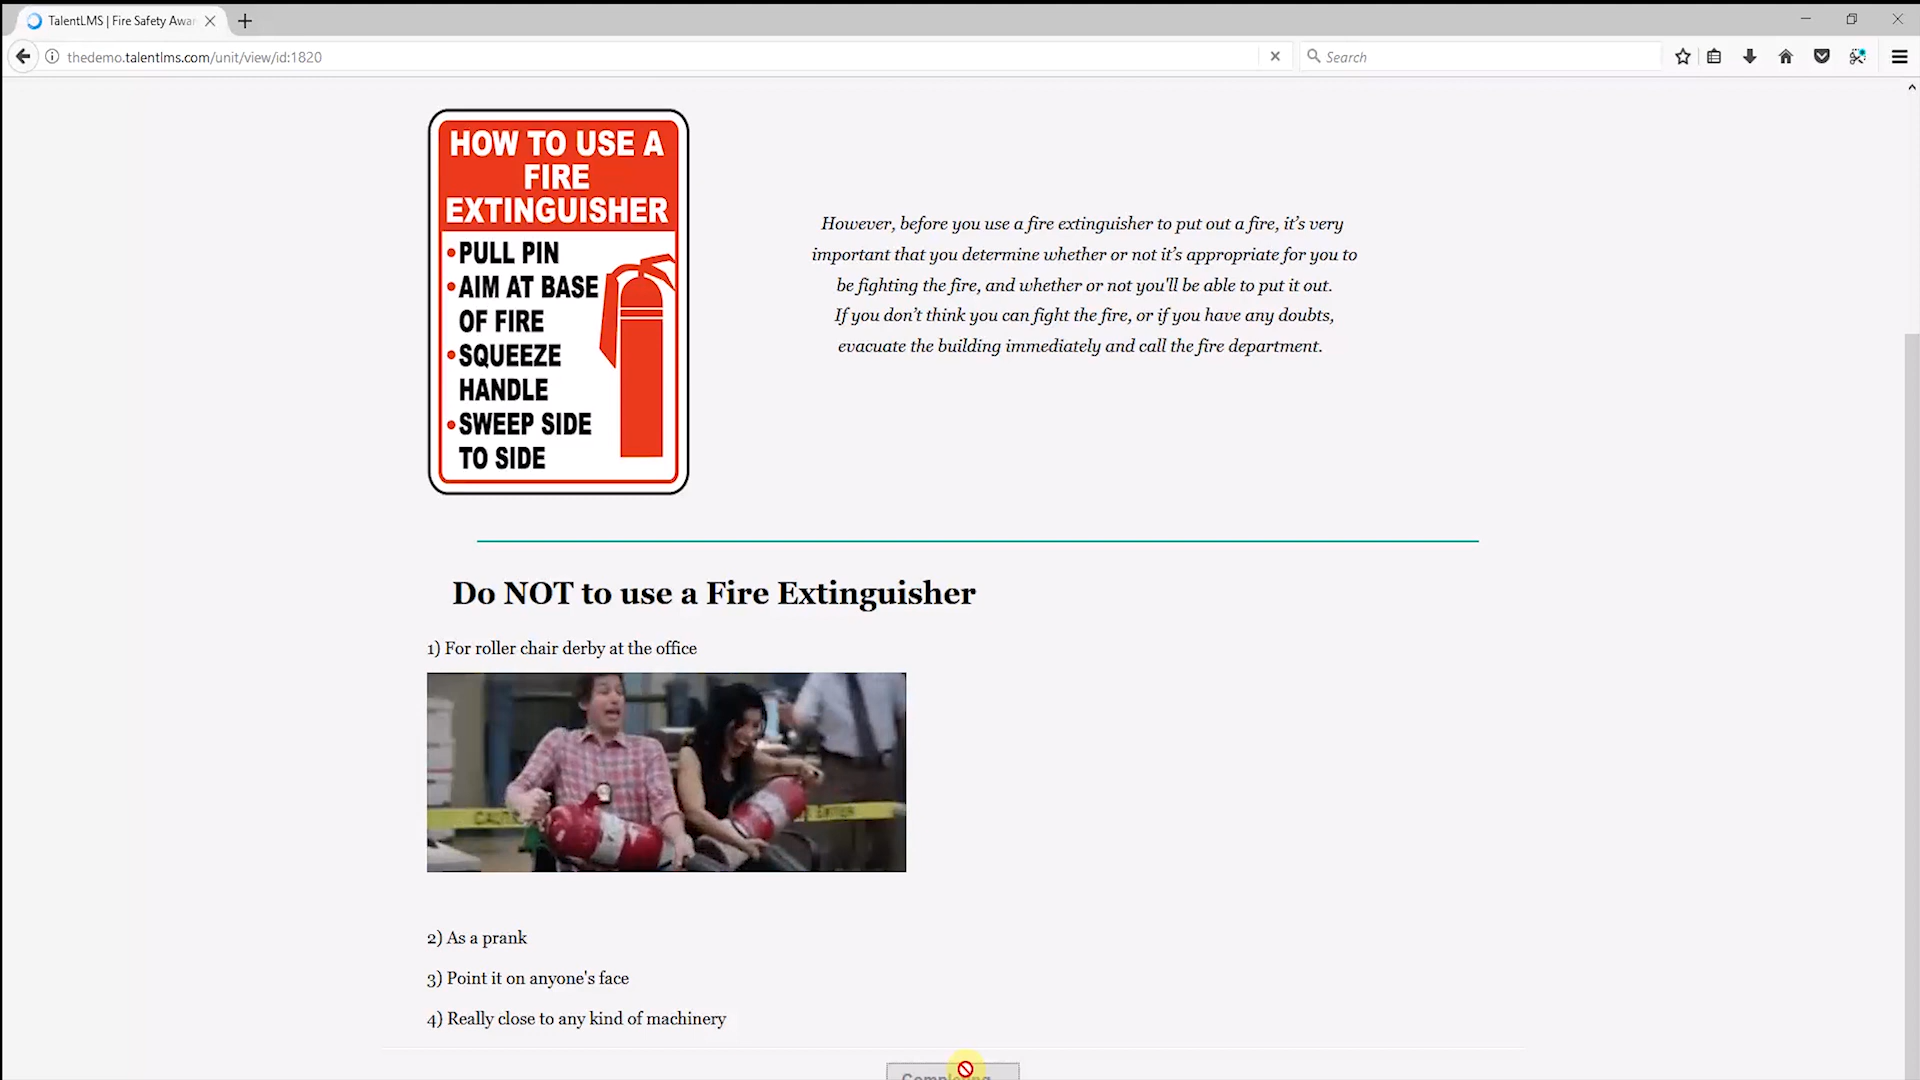 TalentLMS | Fire Safety Awa
thedemo.talentlms.com/unit/view/id:1820
Search
HOW TO USE A
FIRE
EXTINGUISHER
•PULL PIN
•AIM AT BASE
OF FIRE
•SQUEEZE
HANDLE
•SWEEP SIDE
TO SIDE
However, before you use a fire extinguisher to put out a fire, it’s very
important that you determine whether or not it’s appropriate for you to
be fighting the fire, and whether or not you'll be able to put it out.
If you don’t think you can fight the fire, or if you have any doubts,
evacuate the building immediately and call the fire department.
Do NOT to use a Fire Extinguisher
1) For roller chair derby at the office
CAUT
ENTER
2) As a prank
3) Point it on anyone's face
4) Really close to any kind of machinery